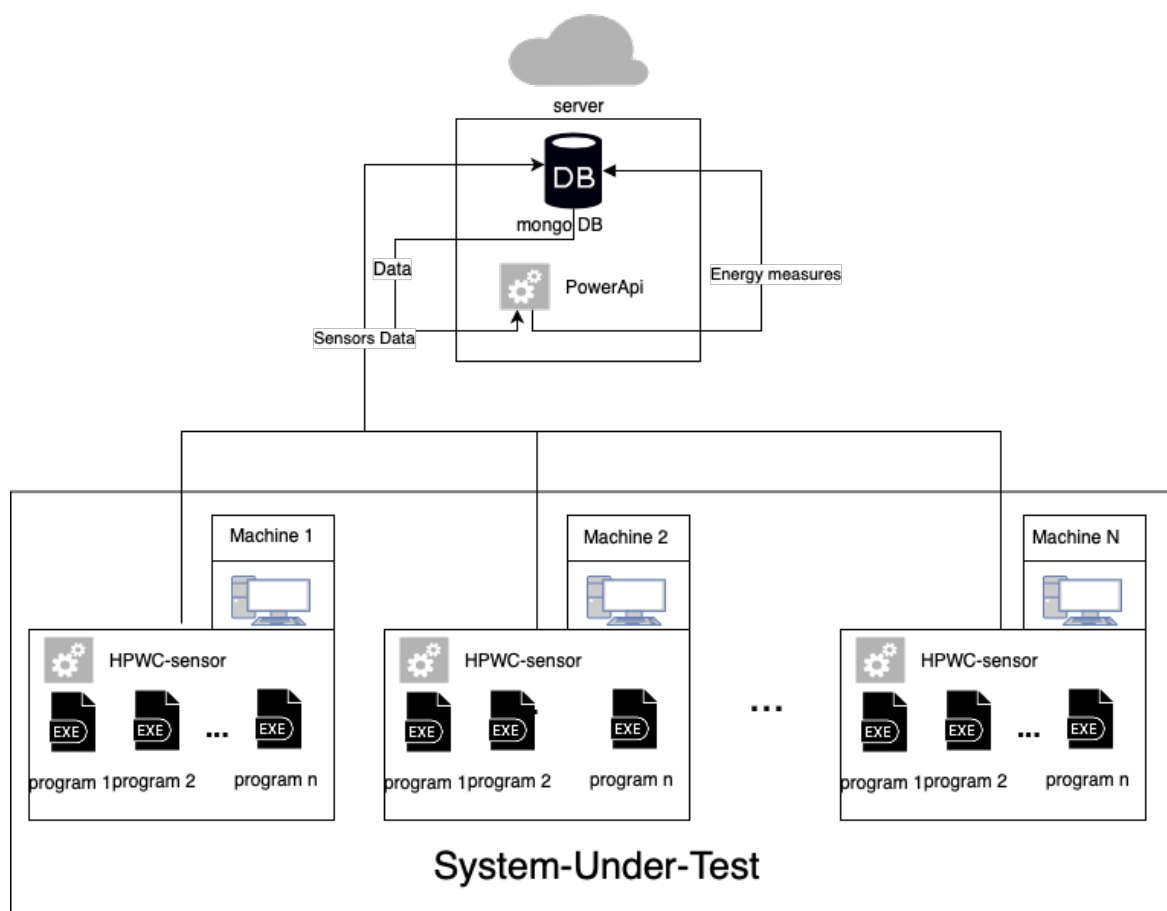 server
DB
mongo DB
Data
PowerApi
Energy measures
Sensors Data
Machine 1
Machine 2
Machine N
HPWC-sensor
HPWC-sensor
HPWC-sensor
...
EXE
EXE
...
EXE
EXE
EXE
EXE
EXE
EXE
...
EXE
program 1
program 2
program n
program 1
program 2
program n
program 1
program 2
program n
System-Under-Test